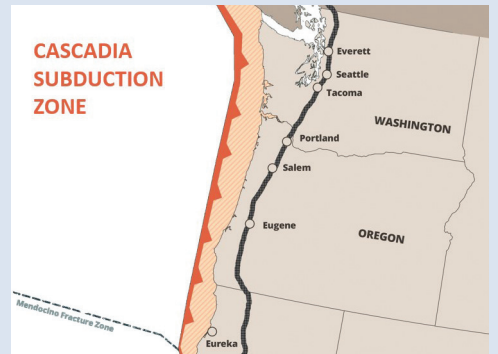 CASCADIA
SUBDUCTION
ZONE
Everett
Seattle
Tacoma
WASHINGTON
Portland
Salem
Eugene
OREGON
Mendocino Fracture Zone
Eureka